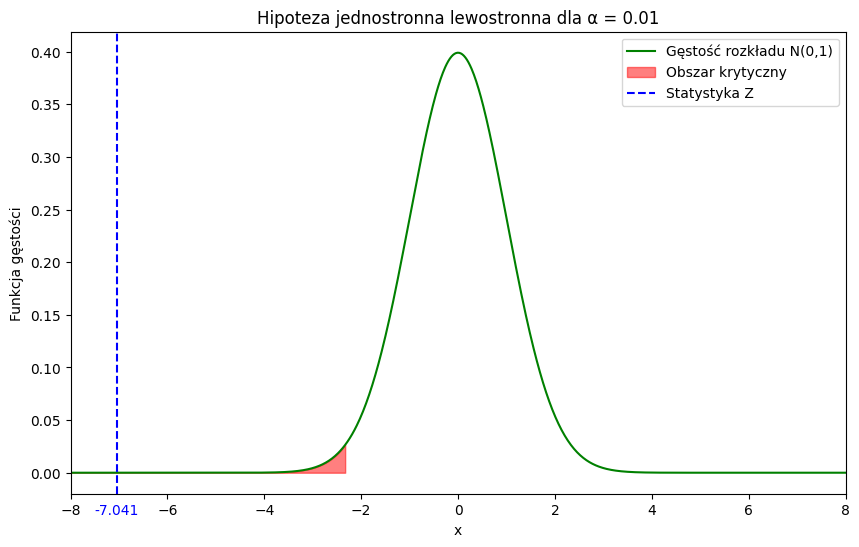 Hipoteza jednostronna lewostronna dla α = 0.01
Gęstość rozkładu N(0,1)
Obszar krytyczny
Statystyka Z
Funkcja gęstości
0.40
0.35
0.30
0.25
0.20
0.15
0.10
0.05
0.00
−8 -7.041 −6 −4 −2 0 2 4 6 8
x